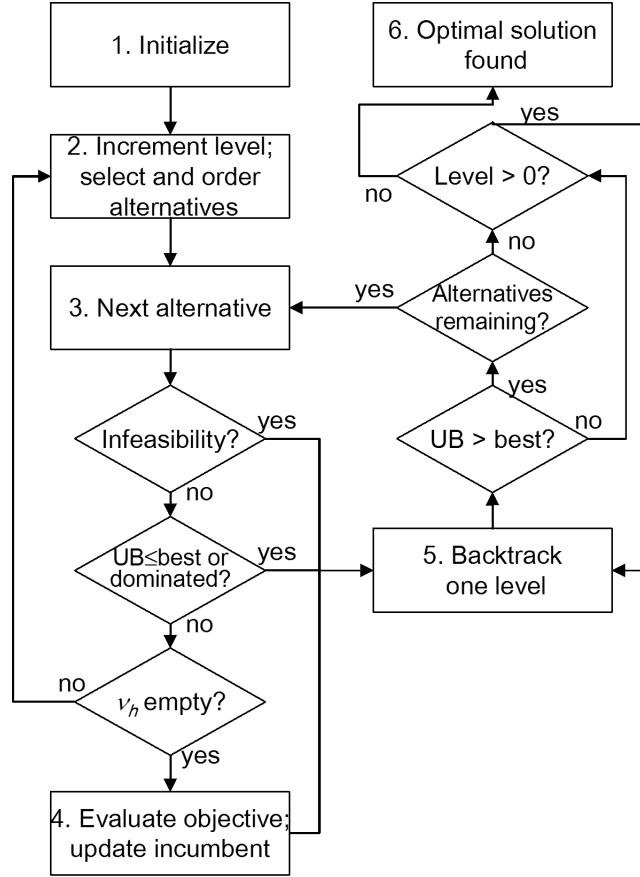 1. Initialize
2. Increment level;
select and order
alternatives
3. Next alternative
Infeasibility?
yes
no
UB≤best or
dominated?
yes
no
νh empty?
no
yes
4. Evaluate objective;
update incumbent
5. Backtrack
one level
UB > best?
no
yes
Alternatives
remaining?
yes
no
Level > 0?
no
yes
6. Optimal solution
found